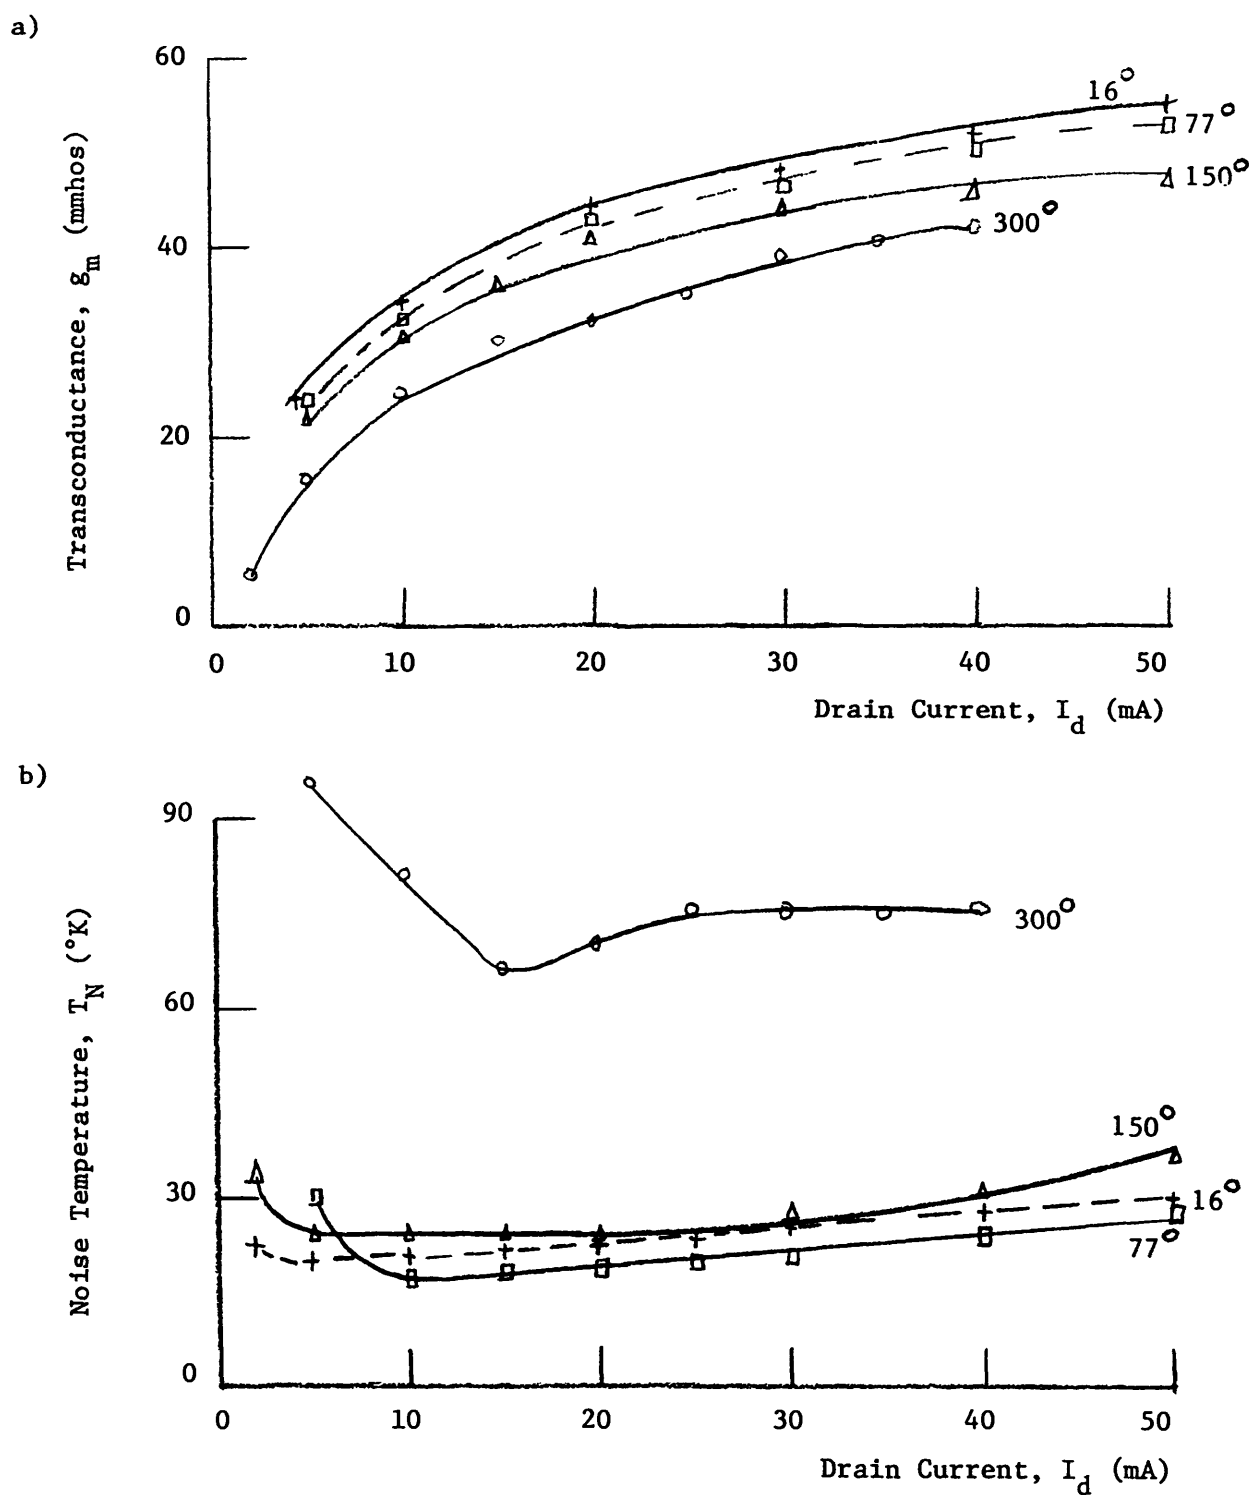 a)
60
40
20
0
Transconductance, gm (mmhos)
16°
77°
150°
300°
0 10 20 30 40 50
Drain Current, Id (mA)
b)
90
60
30
0
Noise Temperature, TN (°K)
300°
150°
16°
77°
0 10 20 30 40 50
Drain Current, Id (mA)